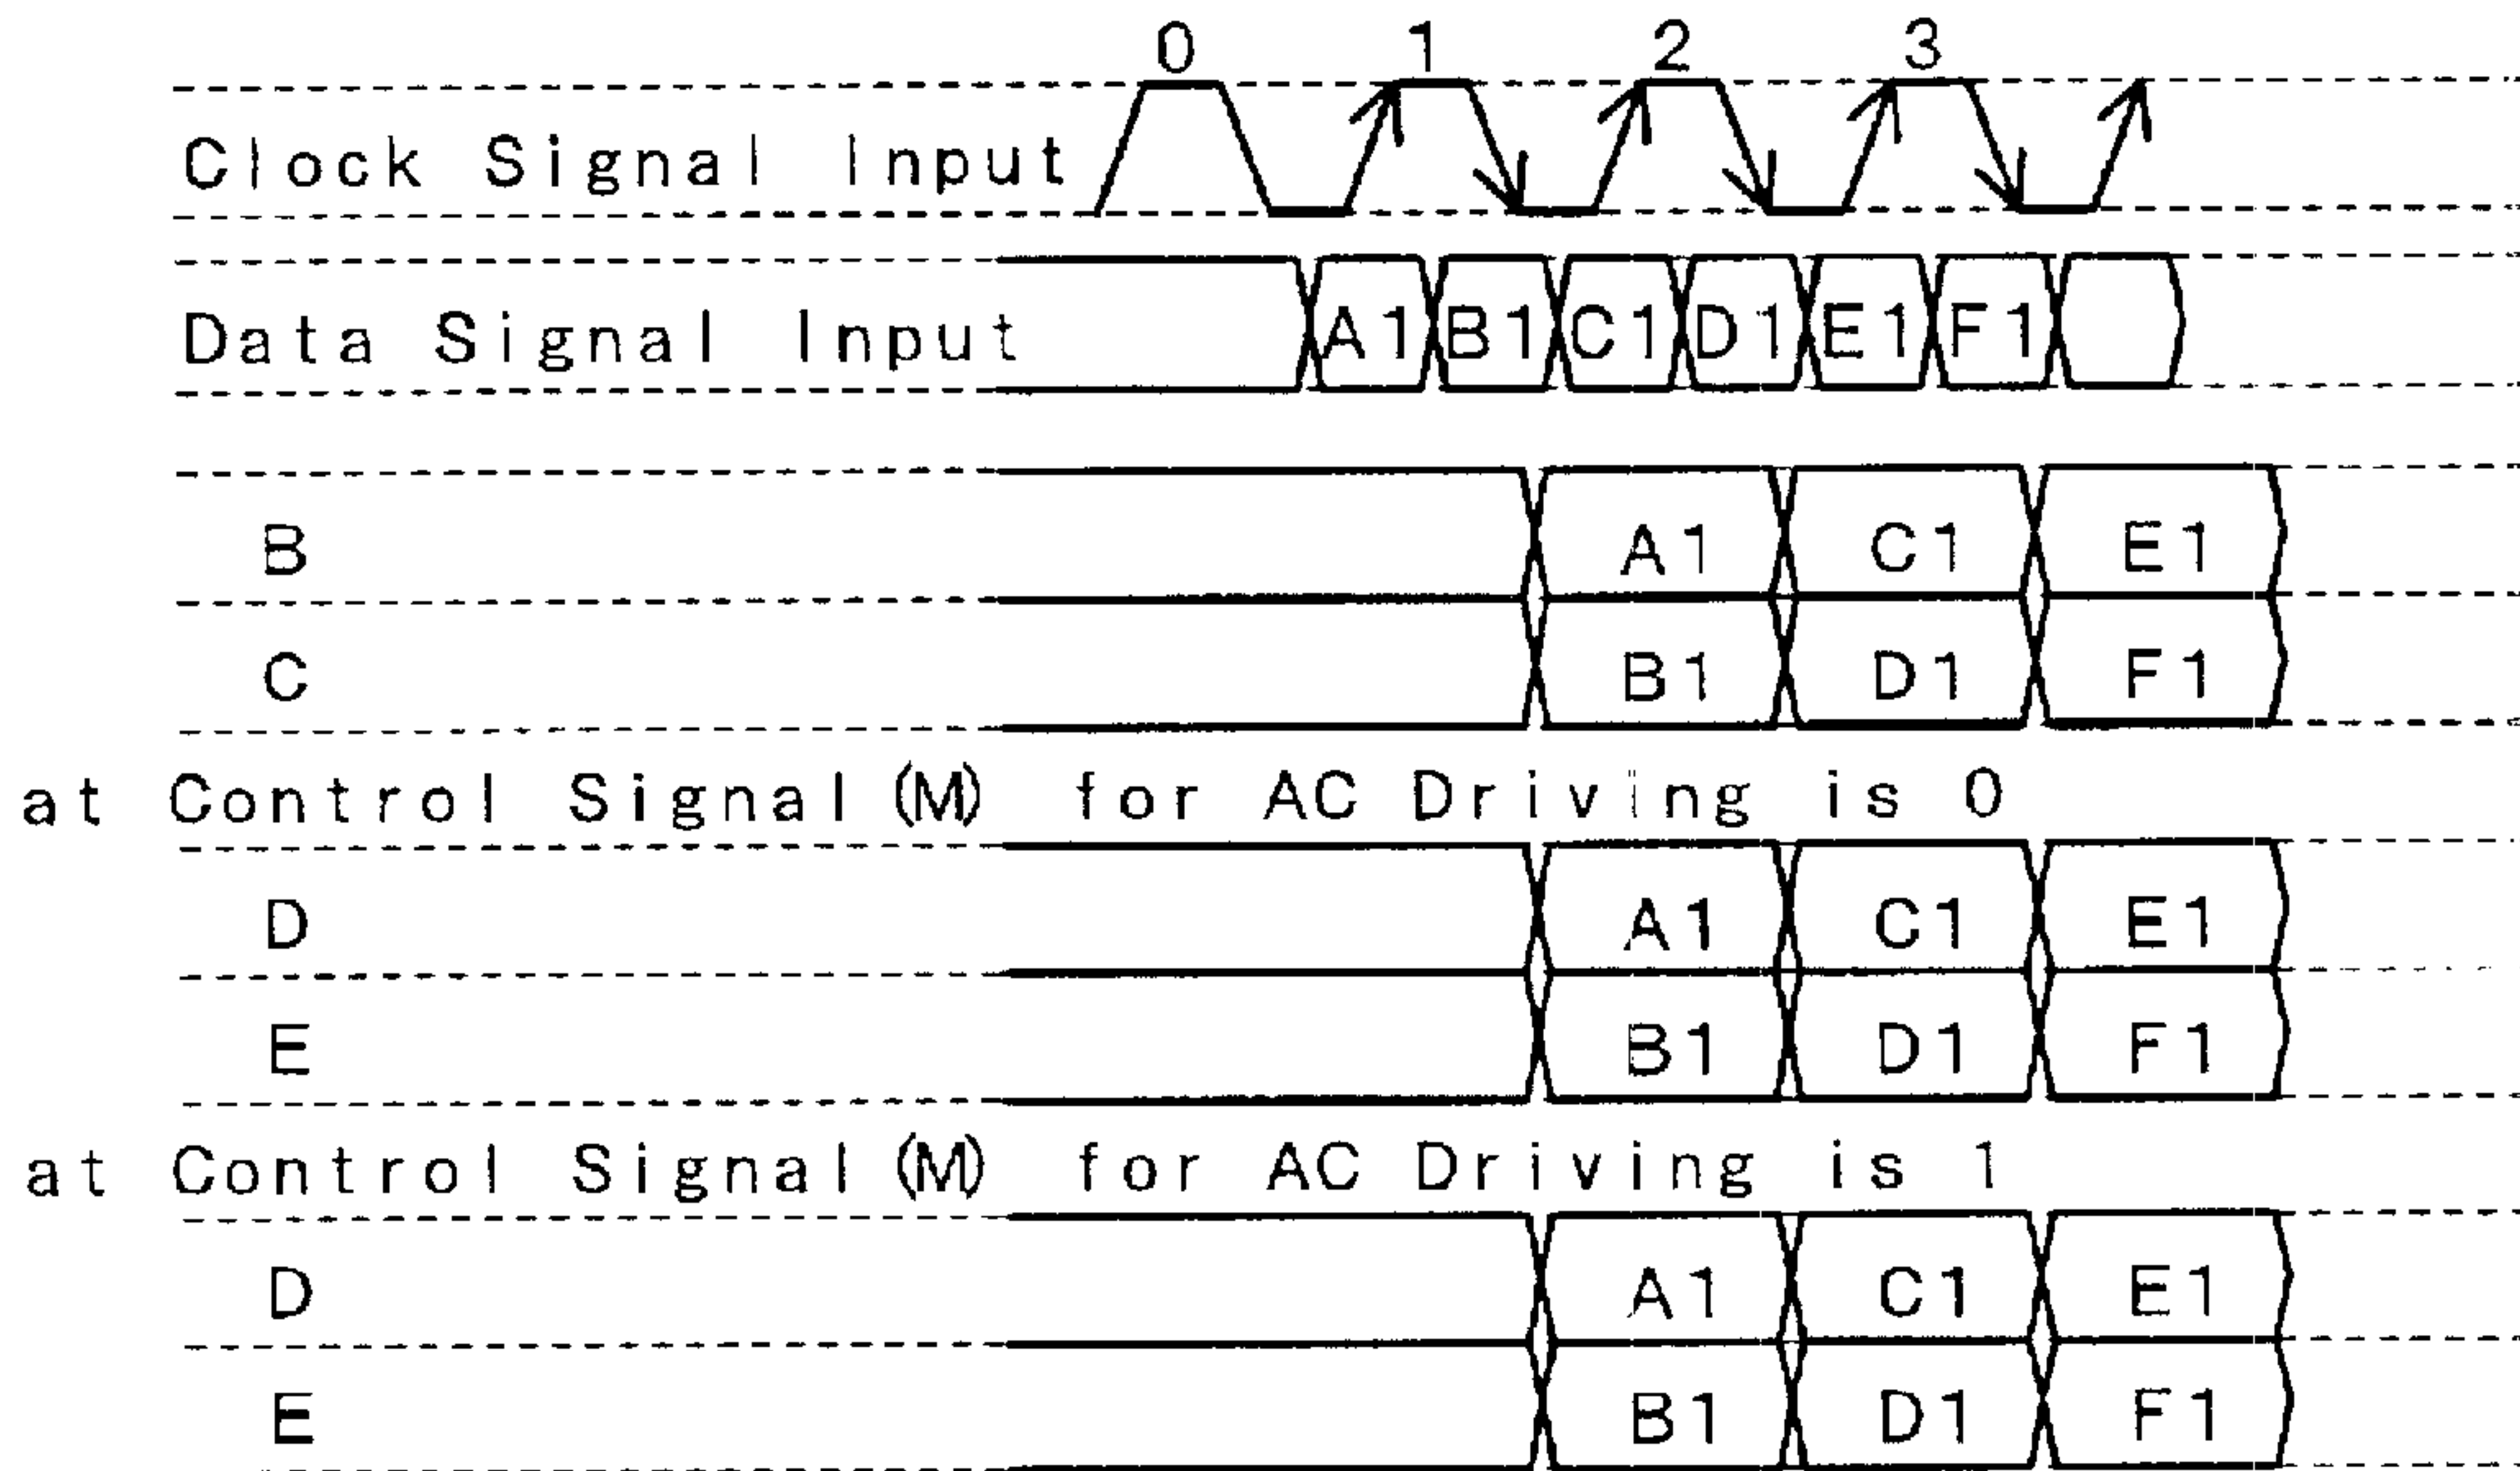 0 1 2 3
Clock Signal Input
Data Signal Input A1 B1 C1 D1 E1 F1
B A1 C1 E1
C B1 D1 F1
at Control Signal (M) for AC Driving is 0
D A1 C1 E1
E B1 D1 F1
at Control Signal (M) for AC Driving is 1
D A1 C1 E1
E B1 D1 F1